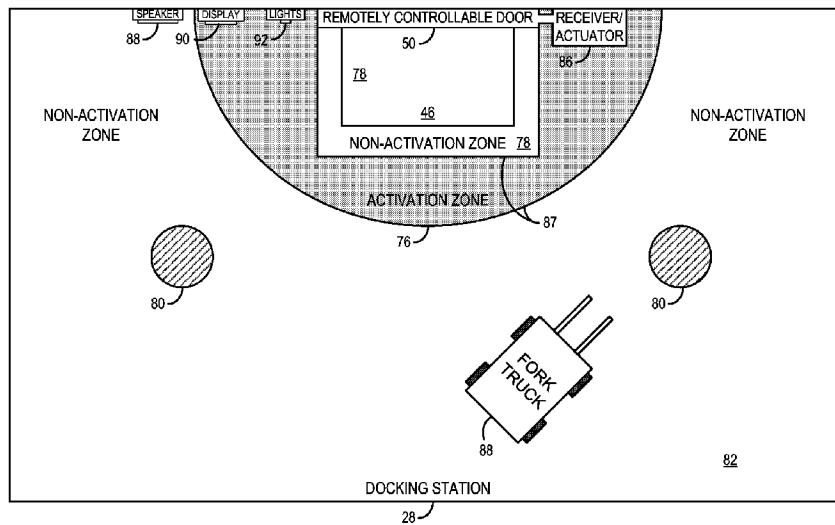 SPEAKER
88
DISPLAY
90
LIGHTS
92
REMOTELY CONTROLLABLE DOOR
50
RECEIVER/
ACTUATOR
86
78
46
NON-ACTIVATION ZONE 78
NON-ACTIVATION
ZONE
NON-ACTIVATION
ZONE
ACTIVATION ZONE
76
87
80
80
FORK
TRUCK
88
82
DOCKING STATION
28